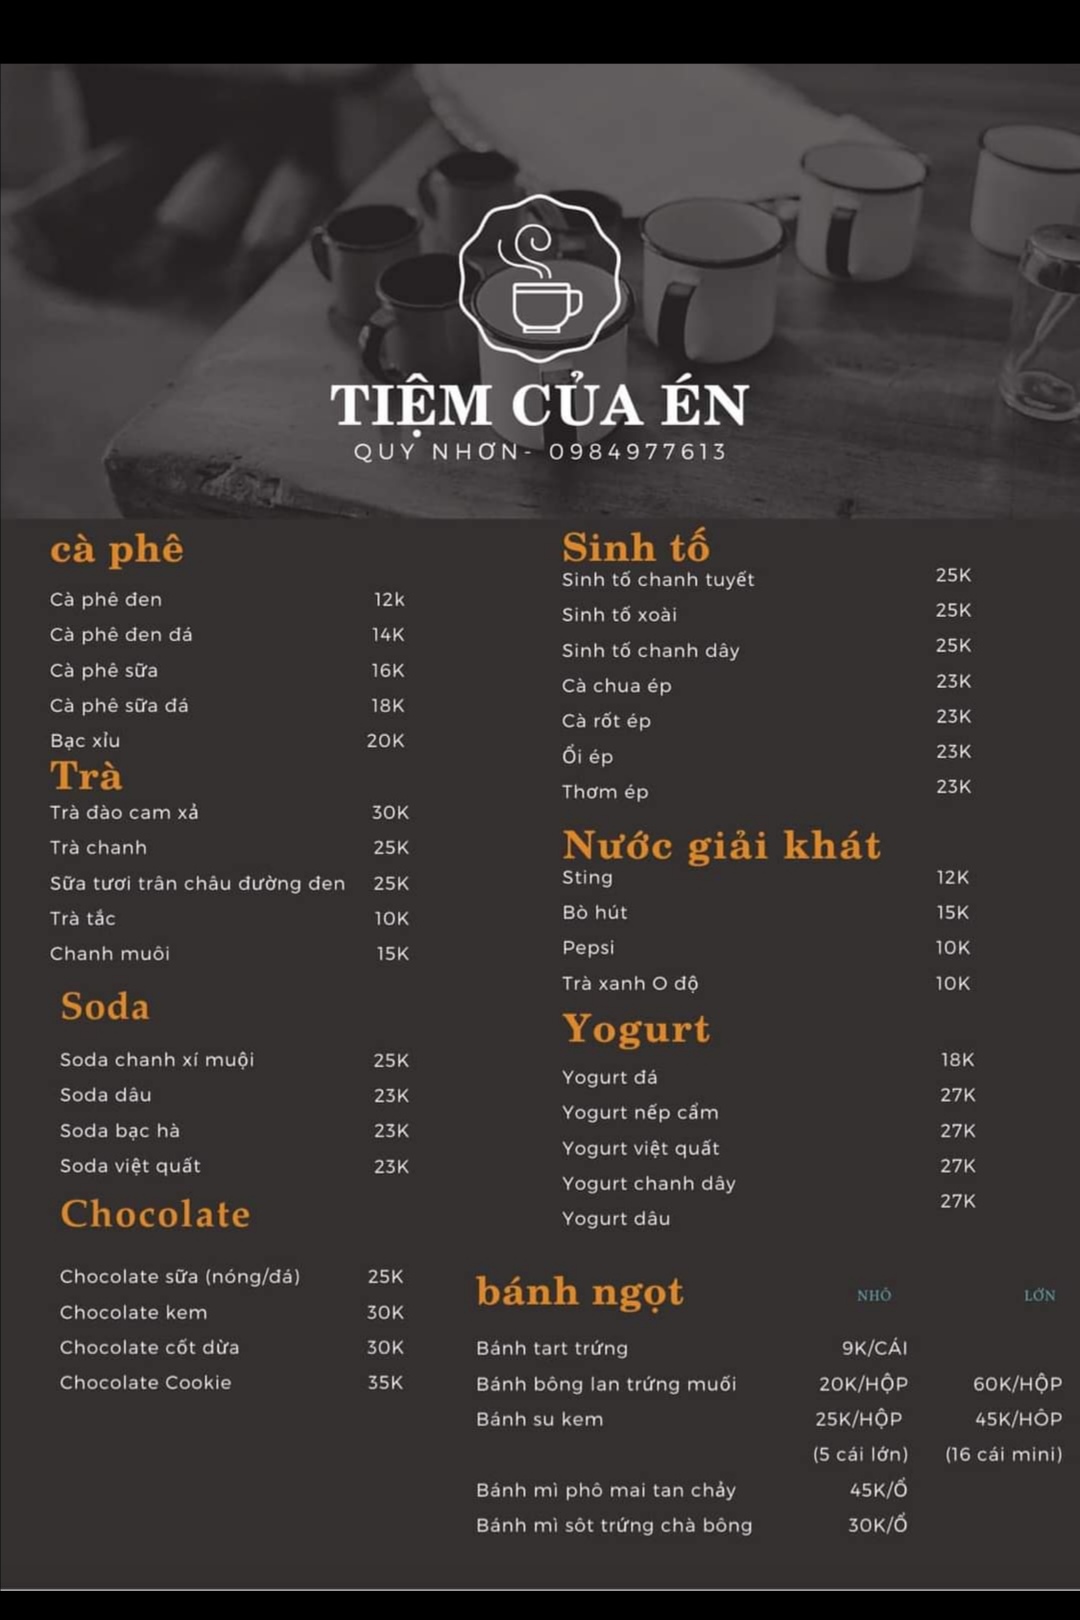 TIỆM CỦA ÉN
QUY NHƠN- 0984977613
cà phê
Cà phê đen 12k
Cà phê đen đá 14K
Cà phê sữa 16K
Cà phê sữa đá 18K
Bạc xỉu 20K
Trà
Trà đào cam xả 30K
Trà chanh 25K
Sữa tươi trân châu đường đen 25K
Trà tắc 10K
Chanh muôi 15K
Soda
Soda chanh xí muội 25K
Soda dâu 23K
Soda bạc hà 23K
Soda việt quất 23K
Chocolate
Chocolate sữa (nóng/đá) 25K
Chocolate kem 30K
Chocolate cốt dừa 30K
Chocolate Cookie 35K
Sinh tố
Sinh tố chanh tuyết 25K
Sinh tố xoài 25K
Sinh tố chanh dây 25K
Cà chua ép 23K
Cà rốt ép 23K
Ổi ép 23K
Thơm ép 23K
Nước giải khát
Sting 12K
Bò hút 15K
Pepsi 10K
Trà xanh O độ 10K
Yogurt
Yogurt đá 18K
Yogurt nếp cẩm 27K
Yogurt việt quất 27K
Yogurt chanh dây 27K
Yogurt dâu 27K
bánh ngọt NHỎ LỚN
Bánh tart trứng 9K/CÁI
Bánh bông lan trứng muối 20K/HỘP 60K/HỘP
Bánh su kem 25K/HỘP 45K/HÔP
(5 cái lớn) (16 cái mini)
Bánh mì phô mai tan chảy 45K/Ổ
Bánh mì sôt trứng chà bông 30K/Ổ